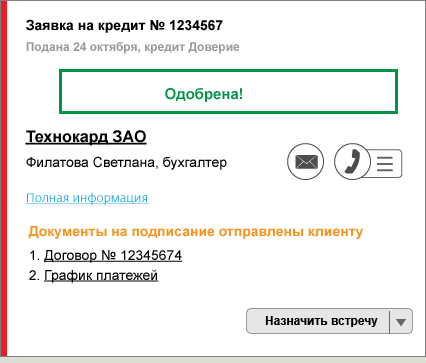 Заявка на кредит № 1234567
Подана 24 октября, кредит Доверие
Одобрена!
Технокард ЗАО
Филатова Светлана, бухгалтер
Полная информация
Документы на подписание отправлены клиенту
1. Договор № 12345674
2. График платежей
Назначить встречу